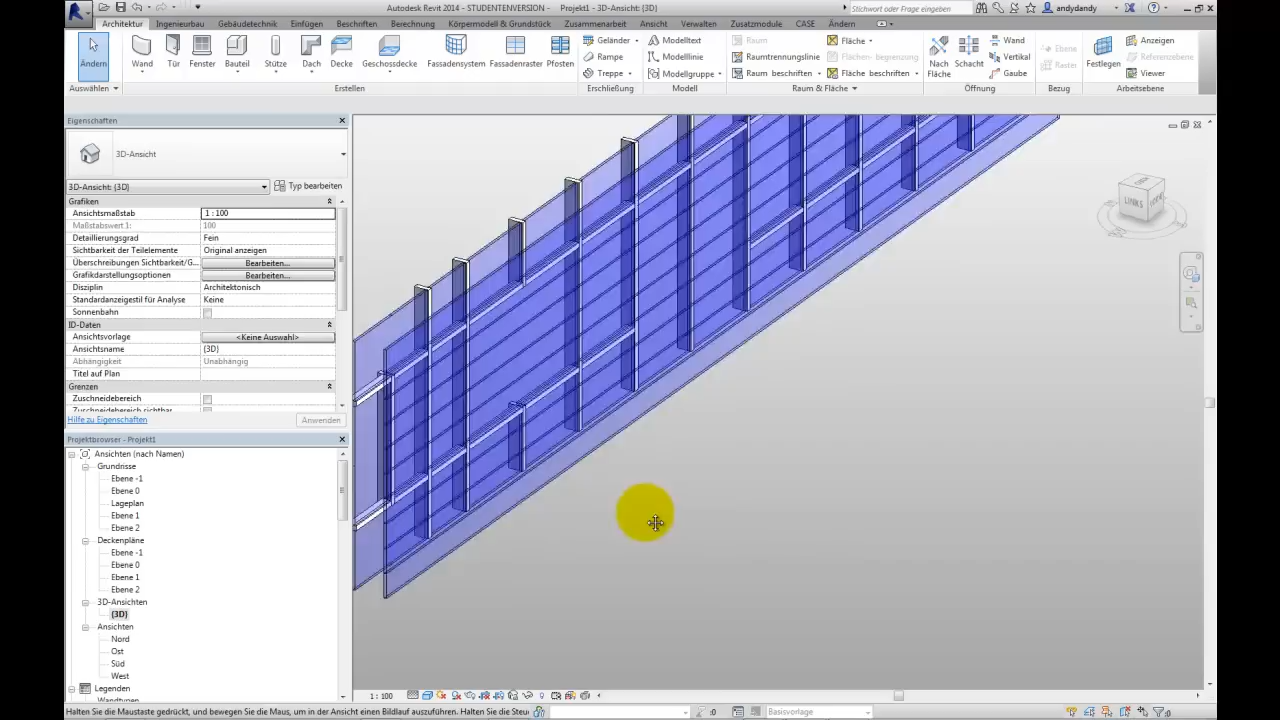 Autodesk Revit 2014 - STUDENTENVERSION - Projekt1 - 3D-Ansicht: {3D}
Stichwort oder Frage eingeben
andydandy
Architektur Ingenieurbau Gebäudetechnik Einfügen Beschriften Berechnung Körpermodell & Grundstück Zusammenarbeit Ansicht Verwalten Zusatzmodule CASE Ändern
Ändern
Wand
Tür
Fenster
Bauteil
Stütze
Dach
Decke
Geschossdecke
Fassadensystem
Fassadenraster
Pfosten
Geländer
Rampe
Treppe
Modelltext
Modelllinie
Modellgruppe
Raum
Raumtrennungslinie
Raum beschriften
Fläche
Flächen- begrenzung
Fläche beschriften
Nach Fläche
Schacht
Wand
Vertikal
Gaube
Ebene
Raster
Festlegen
Anzeigen
Referenzebene
Viewer
Auswählen Erstellen Erschließung Modell Raum & Fläche Öffnung Bezug Arbeitsebene
Eigenschaften
3D-Ansicht
3D-Ansicht: {3D} Typ bearbeiten
Grafiken
Ansichtsmaßstab 1 : 100
Maßstabswert 1: 100
Detaillierungsgrad Fein
Sichtbarkeit der Teilelemente Original anzeigen
Überschreibungen Sichtbarkeit/G... Bearbeiten...
Grafikdarstellungsoptionen Bearbeiten...
Disziplin Architektonisch
Standardanzeigestil für Analyse Keine
Sonnenbahn
ID-Daten
Ansichtsvorlage <Keine Auswahl>
Ansichtsname {3D}
Abhängigkeit Unabhängig
Titel auf Plan
Grenzen
Zuschneidebereich
Zuschneidebereich sichtbar
Hilfe zu Eigenschaften Anwenden
Projektbrowser - Projekt1
Ansichten (nach Namen)
Grundrisse
Ebene -1
Ebene 0
Lageplan
Ebene 1
Ebene 2
Deckenpläne
Ebene -1
Ebene 0
Ebene 1
Ebene 2
3D-Ansichten
{3D}
Ansichten
Nord
Ost
Süd
West
Legenden
LINKS
1 : 100
Halten Sie die Maustaste gedrückt, und bewegen Sie die Maus, um in der Ansicht einen Bildlauf auszuführen. Halten Sie die Steu
:0
Basisvorlage
:0